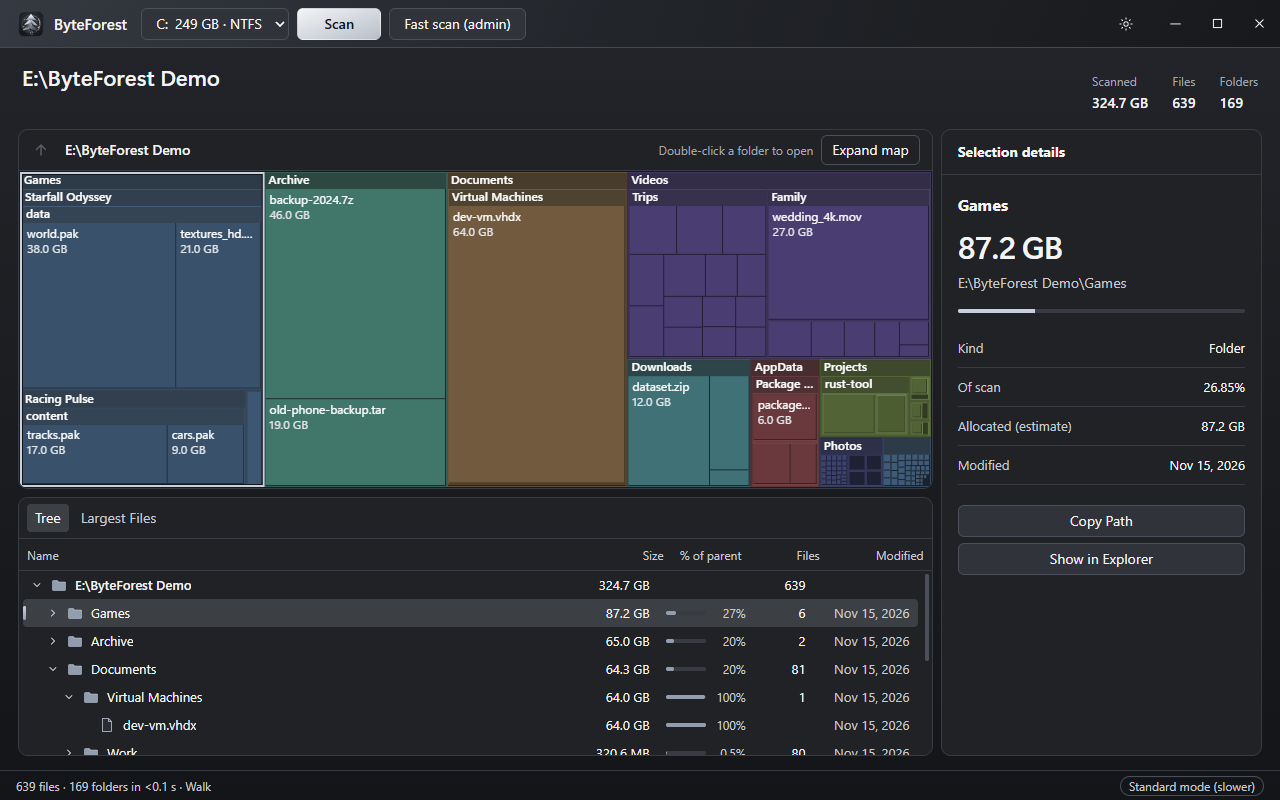 ByteForest
C: 249 GB · NTFS
Scan
Fast scan (admin)
E:\ByteForest Demo
Scanned Files Folders
324.7 GB 639 169
E:\ByteForest Demo
Double-click a folder to open
Expand map
Games
Starfall Odyssey
data
world.pak
38.0 GB
textures_hd....
21.0 GB
Racing Pulse
content
tracks.pak
17.0 GB
cars.pak
9.0 GB
Archive
backup-2024.7z
46.0 GB
old-phone-backup.tar
19.0 GB
Documents
Virtual Machines
dev-vm.vhdx
64.0 GB
Videos
Trips
Family
wedding_4k.mov
27.0 GB
Downloads
dataset.zip
12.0 GB
AppData
Package ...
package...
6.0 GB
Projects
rust-tool
Photos
Selection details
Games
87.2 GB
E:\ByteForest Demo\Games
Kind Folder
Of scan 26.85%
Allocated (estimate) 87.2 GB
Modified Nov 15, 2026
Copy Path
Show in Explorer
Tree Largest Files
Name Size % of parent Files Modified
E:\ByteForest Demo 324.7 GB 639
Games 87.2 GB 27% 6 Nov 15, 2026
Archive 65.0 GB 20% 2 Nov 15, 2026
Documents 64.3 GB 20% 81 Nov 15, 2026
Virtual Machines 64.0 GB 100% 1 Nov 15, 2026
dev-vm.vhdx 64.0 GB 100% Nov 15, 2026
Work 320.6 MB 0.5% 80 Nov 15, 2026
639 files · 169 folders in <0.1 s · Walk
Standard mode (slower)